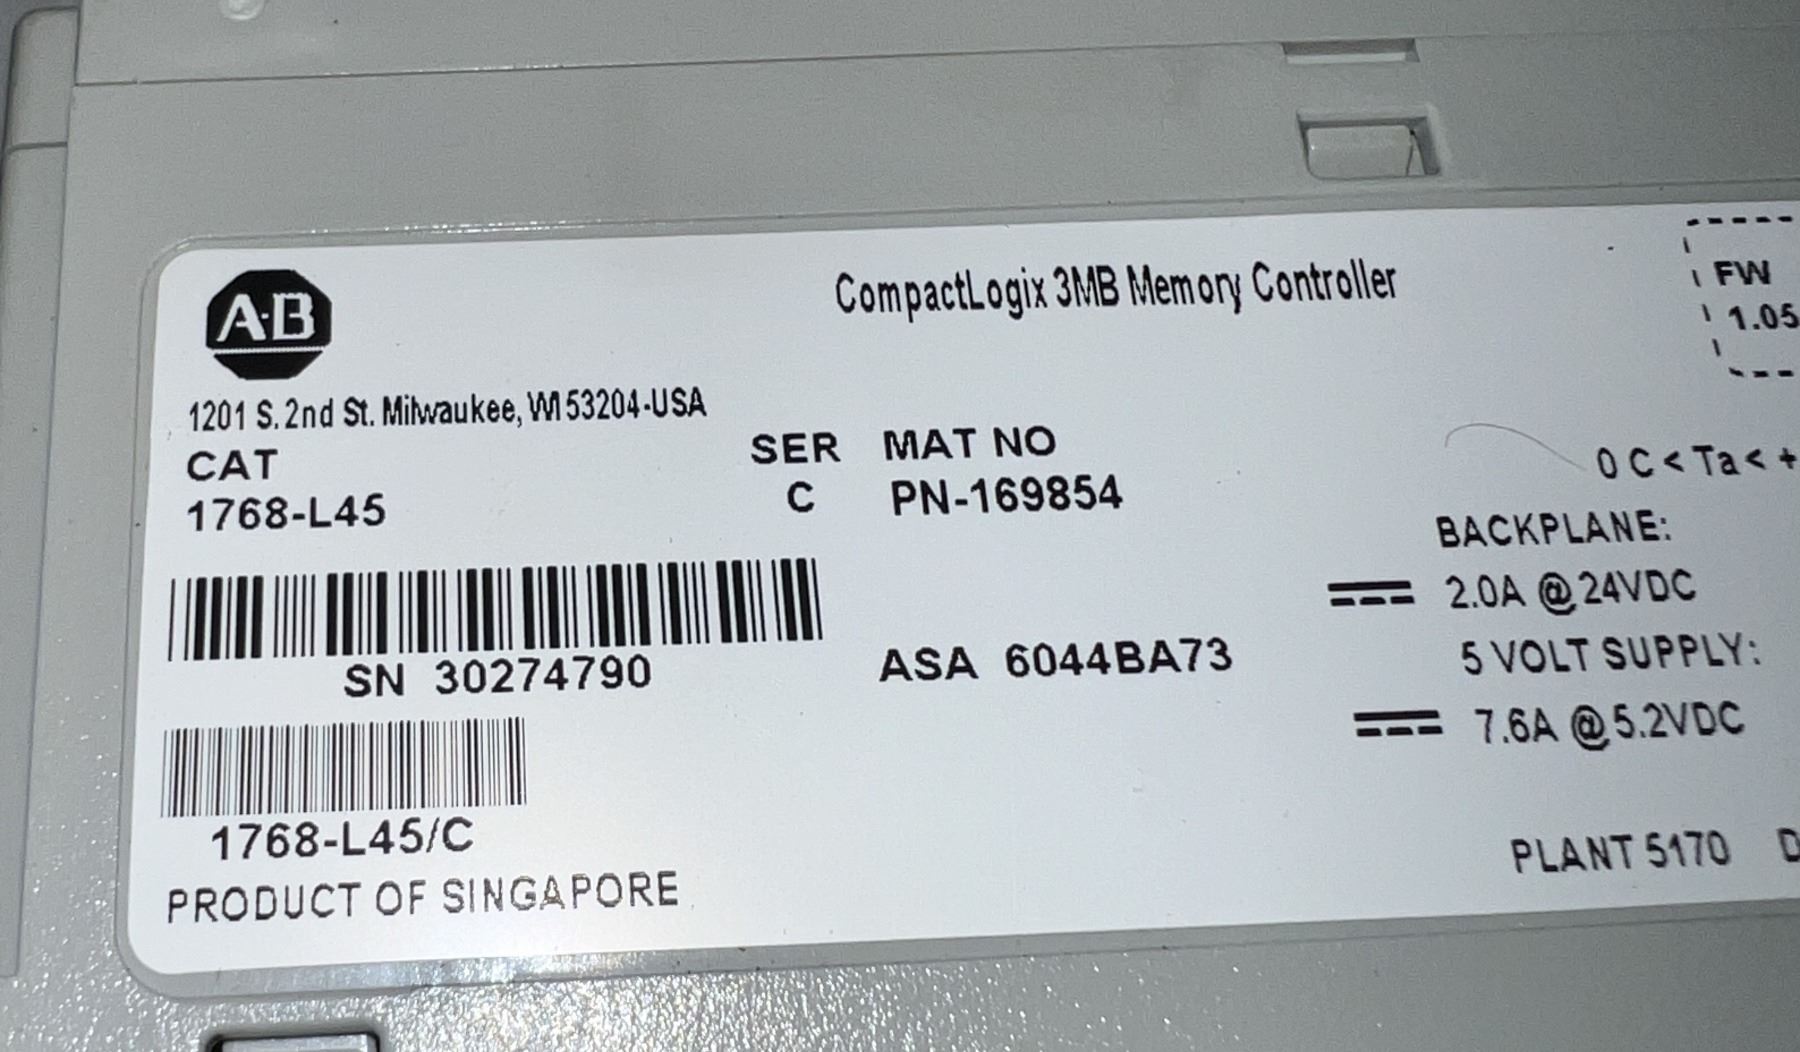 A·B
CompactLogix 3MB Memory Controller
FW
1.05
1201 S. 2nd St. Milwaukee, WI 53204-USA
CAT
SER
MAT NO
1768-L45
C
PN-169854
0 C < Ta < +
BACKPLANE:
2.0A @ 24VDC
SN 30274790
ASA 6044BA73
5 VOLT SUPPLY:
7.6A @ 5.2VDC
1768-L45/C
PLANT 5170
PRODUCT OF SINGAPORE